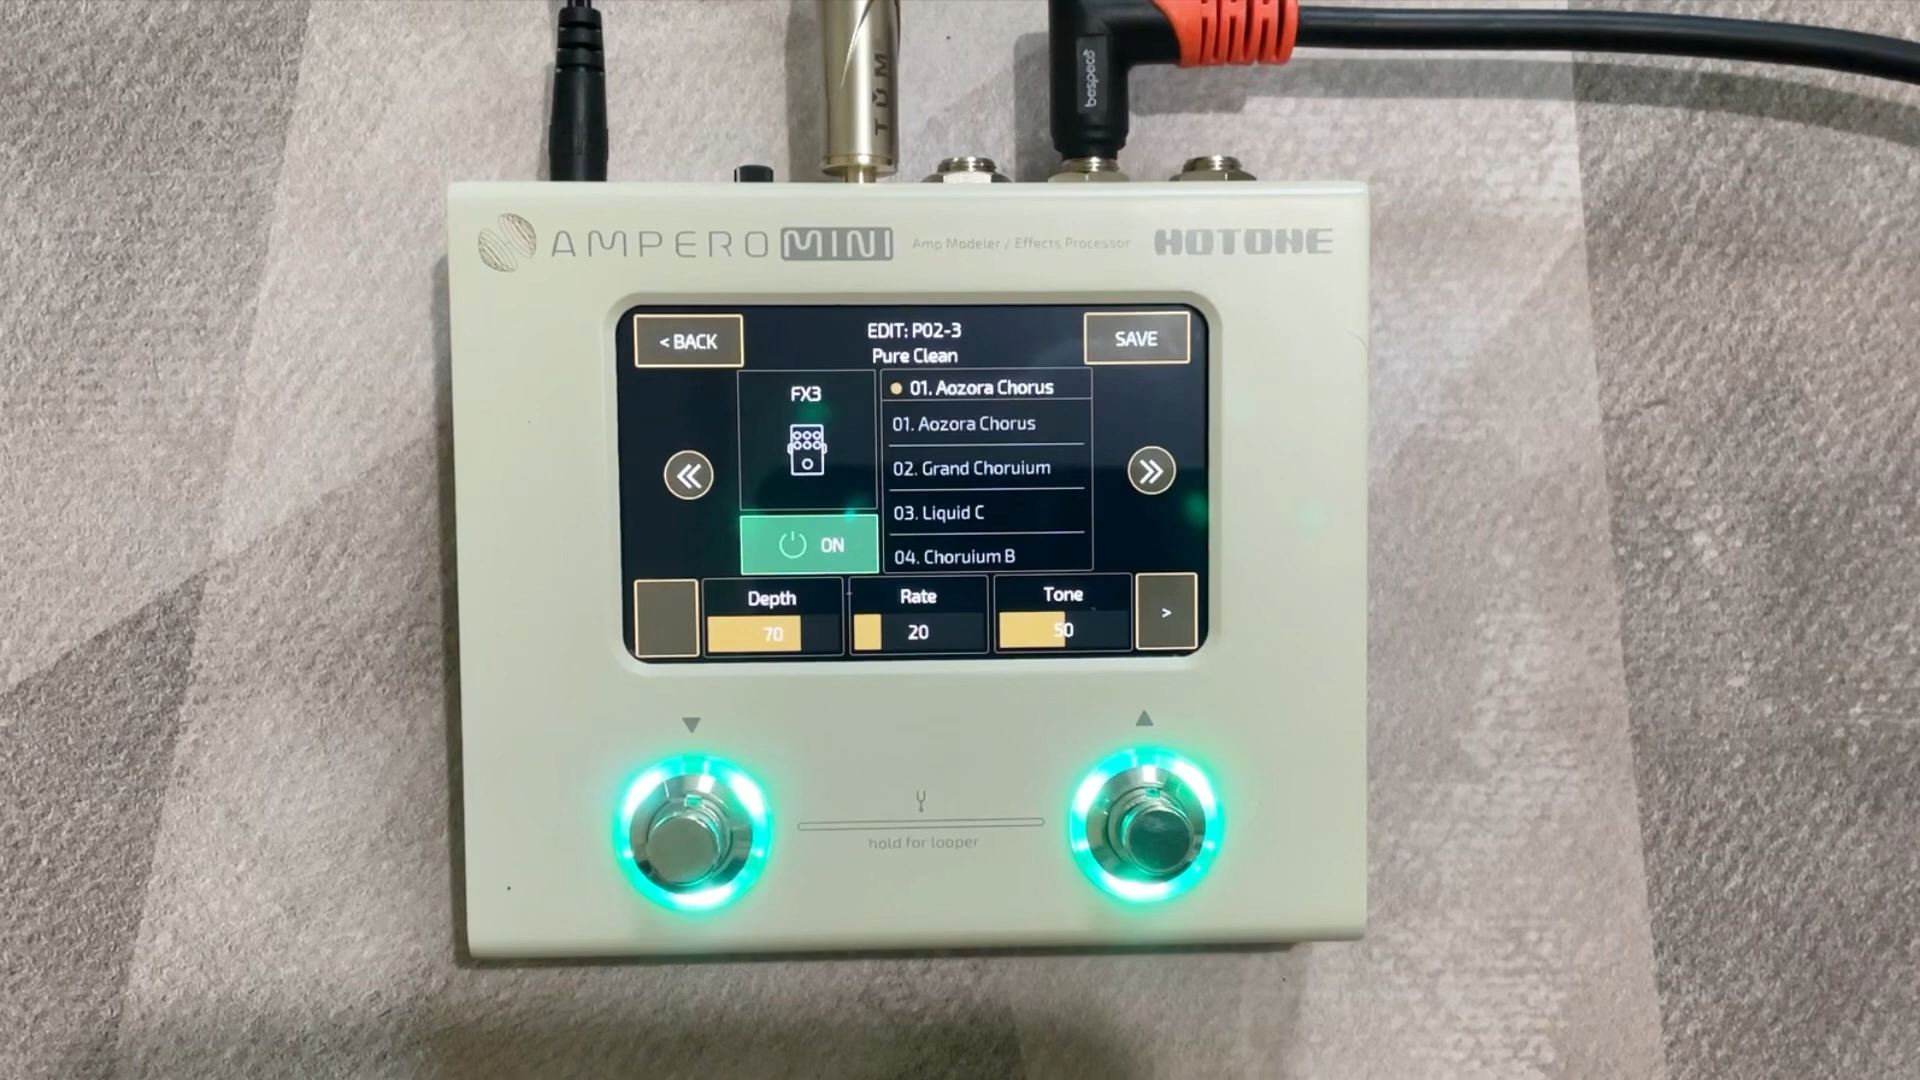 TUM
bespeco
AMPERO MINI Amp Modeler / Effects Processor HOTONE
< BACK
EDIT: P02-3
Pure Clean
SAVE
FX3
01. Aozora Chorus
01. Aozora Chorus
02. Grand Choruium
03. Liquid C
04. Choruium B
ON
Depth
70
Rate
20
Tone
50
>
hold for looper